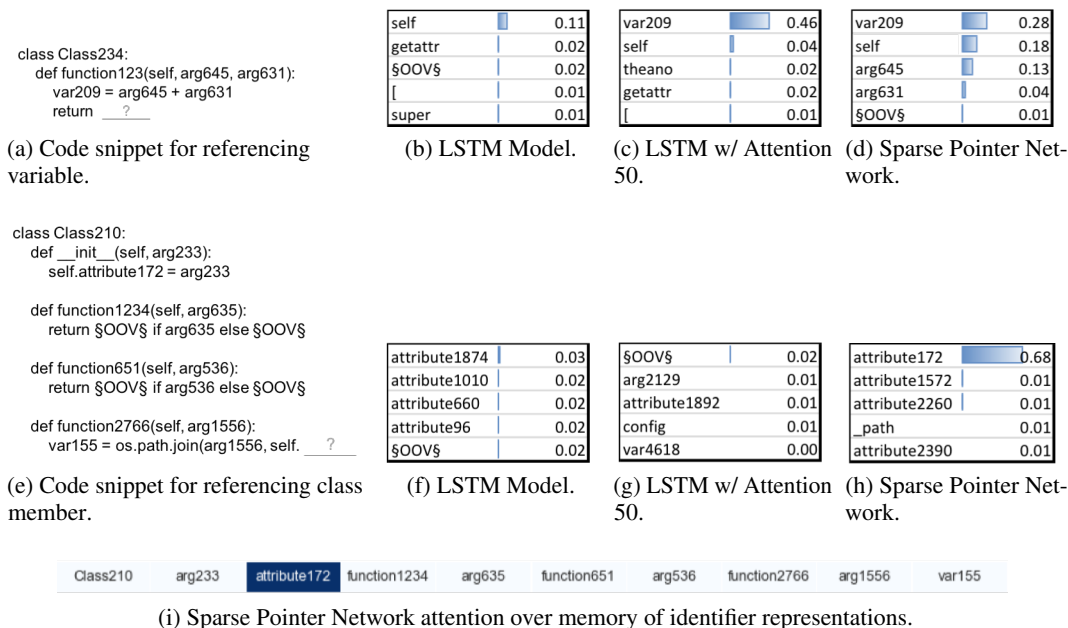 class Class234:
def function123(self, arg645, arg631):
var209 = arg645 + arg631
return ?
(a) Code snippet for referencing
variable.
self 0.11
getattr 0.02
§OOV§ 0.02
[ 0.01
super 0.01
(b) LSTM Model.
var209 0.46
self 0.04
theano 0.02
getattr 0.02
[ 0.01
(c) LSTM w/ Attention
50.
var209 0.28
self 0.18
arg645 0.13
arg631 0.04
§OOV§ 0.01
(d) Sparse Pointer Net-
work.
class Class210:
def __init__(self, arg233):
self.attribute172 = arg233
def function1234(self, arg635):
return §OOV§ if arg635 else §OOV§
def function651(self, arg536):
return §OOV§ if arg536 else §OOV§
def function2766(self, arg1556):
var155 = os.path.join(arg1556, self. ?
(e) Code snippet for referencing class
member.
attribute1874 0.03
attribute1010 0.02
attribute660 0.02
attribute96 0.02
§OOV§ 0.02
(f) LSTM Model.
§OOV§ 0.02
arg2129 0.01
attribute1892 0.01
config 0.01
var4618 0.00
(g) LSTM w/ Attention
50.
attribute172 0.68
attribute1572 0.01
attribute2260 0.01
_path 0.01
attribute2390 0.01
(h) Sparse Pointer Net-
work.
Class210 arg233 attribute172 function1234 arg635 function651 arg536 function2766 arg1556 var155
(i) Sparse Pointer Network attention over memory of identifier representations.